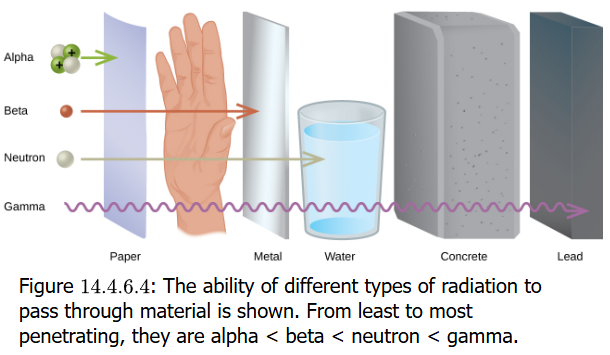 Alpha
Beta
Neutron
Gamma
+
+
Paper
Metal
Water
Concrete
Lead
Figure 14.4.6.4: The ability of different types of radiation to
pass through material is shown. From least to most
penetrating, they are alpha < beta < neutron < gamma.